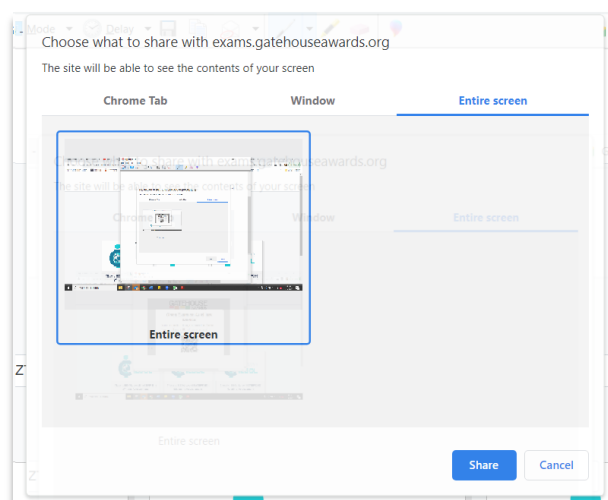 Mode Delay
Choose what to share with exams.gatehouseawards.org
The site will be able to see the contents of your screen
Chrome Tab Window Entire screen
Choose what to share with exams.gatehouseawards.org
The site will be able to see the contents of your screen
Chrome Tab Window Entire screen
Entire screen
Entire screen
Share Cancel